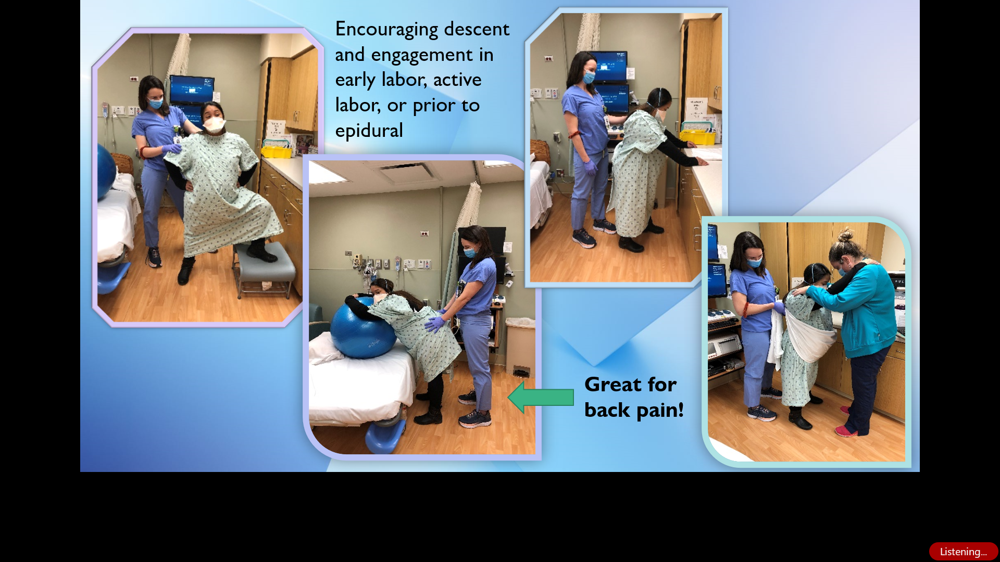 Encouraging descent
and engagement in
early labor, active
labor, or prior to
epidural
Great for
back pain!
Listening...